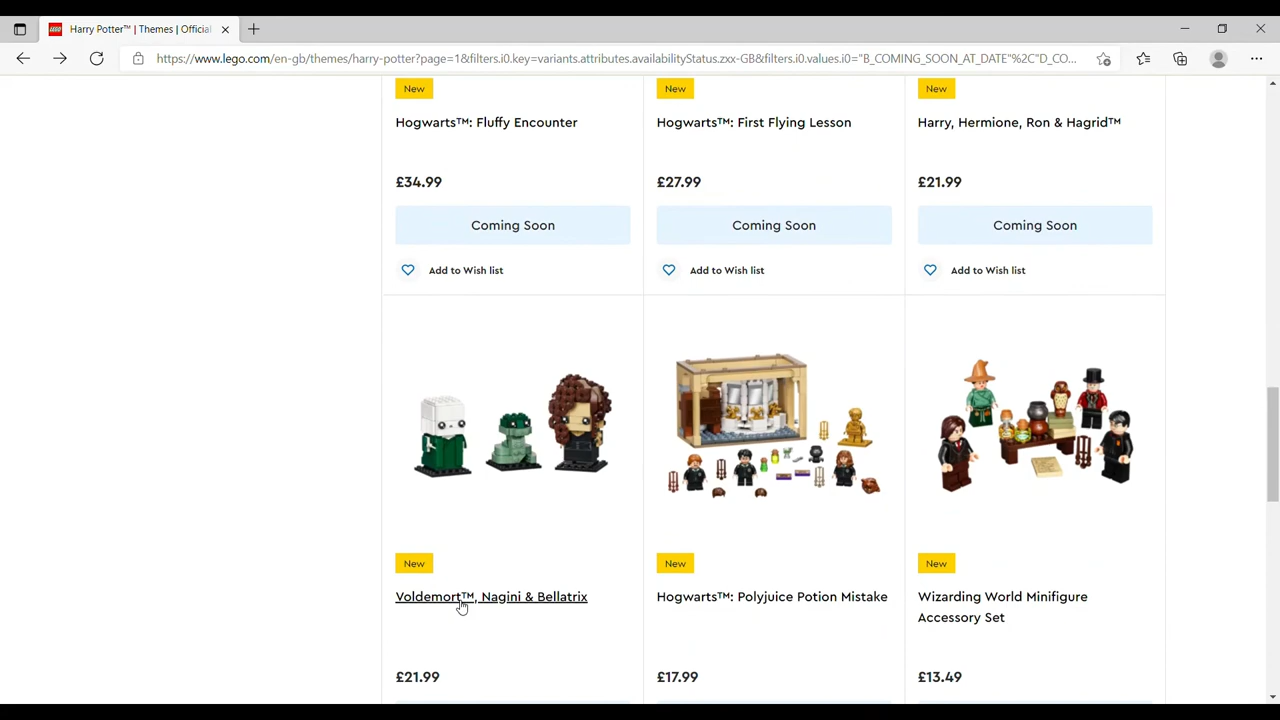 Harry Potter™ | Themes | Official
https://www.lego.com/en-gb/themes/harry-potter?page=1&filters.i0.key=variants.attributes.availabilityStatus.zxx-GB&filters.i0.values.i0="B_COMING_SOON_AT_DATE"%2C"D_CO...
New
New
New
Hogwarts™: Fluffy Encounter
Hogwarts™: First Flying Lesson
Harry, Hermione, Ron & Hagrid™
£34.99
£27.99
£21.99
Coming Soon
Coming Soon
Coming Soon
Add to Wish list
Add to Wish list
Add to Wish list
New
New
New
Voldemort™, Nagini & Bellatrix
Hogwarts™: Polyjuice Potion Mistake
Wizarding World Minifigure
Accessory Set
£21.99
£17.99
£13.49